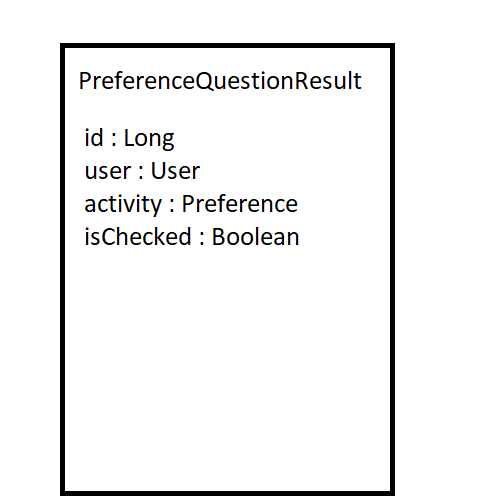 PreferenceQuestionResult
id : Long
user : User
activity : Preference
isChecked : Boolean